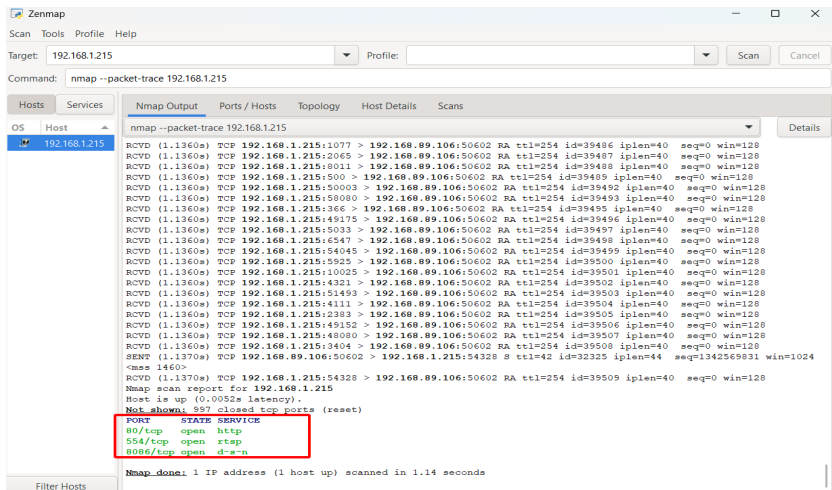 Zenmap
Scan Tools Profile Help
Target: 192.168.1.215 Profile: Scan Cancel
Command: nmap --packet-trace 192.168.1.215
Hosts Services Nmap Output Ports / Hosts Topology Host Details Scans
OS Host nmap --packet-trace 192.168.1.215 Details
192.168.1.215
RCVD (1.1360s) TCP 192.168.1.215:1077 > 192.168.89.106:50602 RA ttl=254 id=39486 iplen=40 seq=0 win=128
RCVD (1.1360s) TCP 192.168.1.215:2065 > 192.168.89.106:50602 RA ttl=254 id=39487 iplen=40 seq=0 win=128
RCVD (1.1360s) TCP 192.168.1.215:8011 > 192.168.89.106:50602 RA ttl=254 id=39488 iplen=40 seq=0 win=128
RCVD (1.1360s) TCP 192.168.1.215:500 > 192.168.89.106:50602 RA ttl=254 id=39489 iplen=40 seq=0 win=128
RCVD (1.1360s) TCP 192.168.1.215:50003 > 192.168.89.106:50602 RA ttl=254 id=39492 iplen=40 seq=0 win=128
RCVD (1.1360s) TCP 192.168.1.215:58080 > 192.168.89.106:50602 RA ttl=254 id=39493 iplen=40 seq=0 win=128
RCVD (1.1360s) TCP 192.168.1.215:366 > 192.168.89.106:50602 RA ttl=254 id=39495 iplen=40 seq=0 win=128
RCVD (1.1360s) TCP 192.168.1.215:49175 > 192.168.89.106:50602 RA ttl=254 id=39496 iplen=40 seq=0 win=128
RCVD (1.1360s) TCP 192.168.1.215:5033 > 192.168.89.106:50602 RA ttl=254 id=39497 iplen=40 seq=0 win=128
RCVD (1.1360s) TCP 192.168.1.215:6547 > 192.168.89.106:50602 RA ttl=254 id=39498 iplen=40 seq=0 win=128
RCVD (1.1360s) TCP 192.168.1.215:54045 > 192.168.89.106:50602 RA ttl=254 id=39499 iplen=40 seq=0 win=128
RCVD (1.1360s) TCP 192.168.1.215:5925 > 192.168.89.106:50602 RA ttl=254 id=39500 iplen=40 seq=0 win=128
RCVD (1.1360s) TCP 192.168.1.215:10025 > 192.168.89.106:50602 RA ttl=254 id=39501 iplen=40 seq=0 win=128
RCVD (1.1360s) TCP 192.168.1.215:4321 > 192.168.89.106:50602 RA ttl=254 id=39502 iplen=40 seq=0 win=128
RCVD (1.1360s) TCP 192.168.1.215:51493 > 192.168.89.106:50602 RA ttl=254 id=39503 iplen=40 seq=0 win=128
RCVD (1.1360s) TCP 192.168.1.215:4111 > 192.168.89.106:50602 RA ttl=254 id=39504 iplen=40 seq=0 win=128
RCVD (1.1360s) TCP 192.168.1.215:2383 > 192.168.89.106:50602 RA ttl=254 id=39505 iplen=40 seq=0 win=128
RCVD (1.1360s) TCP 192.168.1.215:49152 > 192.168.89.106:50602 RA ttl=254 id=39506 iplen=40 seq=0 win=128
RCVD (1.1360s) TCP 192.168.1.215:48080 > 192.168.89.106:50602 RA ttl=254 id=39507 iplen=40 seq=0 win=128
RCVD (1.1360s) TCP 192.168.1.215:3404 > 192.168.89.106:50602 RA ttl=254 id=39508 iplen=40 seq=0 win=128
SENT (1.1370s) TCP 192.168.89.106:50602 > 192.168.1.215:54328 S ttl=42 id=32325 iplen=44 seq=1342569831 win=1024
<mss 1460>
RCVD (1.1370s) TCP 192.168.1.215:54328 > 192.168.89.106:50602 RA ttl=254 id=39509 iplen=40 seq=0 win=128
Nmap scan report for 192.168.1.215
Host is up (0.0052s latency).
Not shown: 997 closed tcp ports (reset)
PORT STATE SERVICE
80/tcp open http
554/tcp open rtsp
8086/tcp open d-s-n
Nmap done: 1 IP address (1 host up) scanned in 1.14 seconds
Filter Hosts